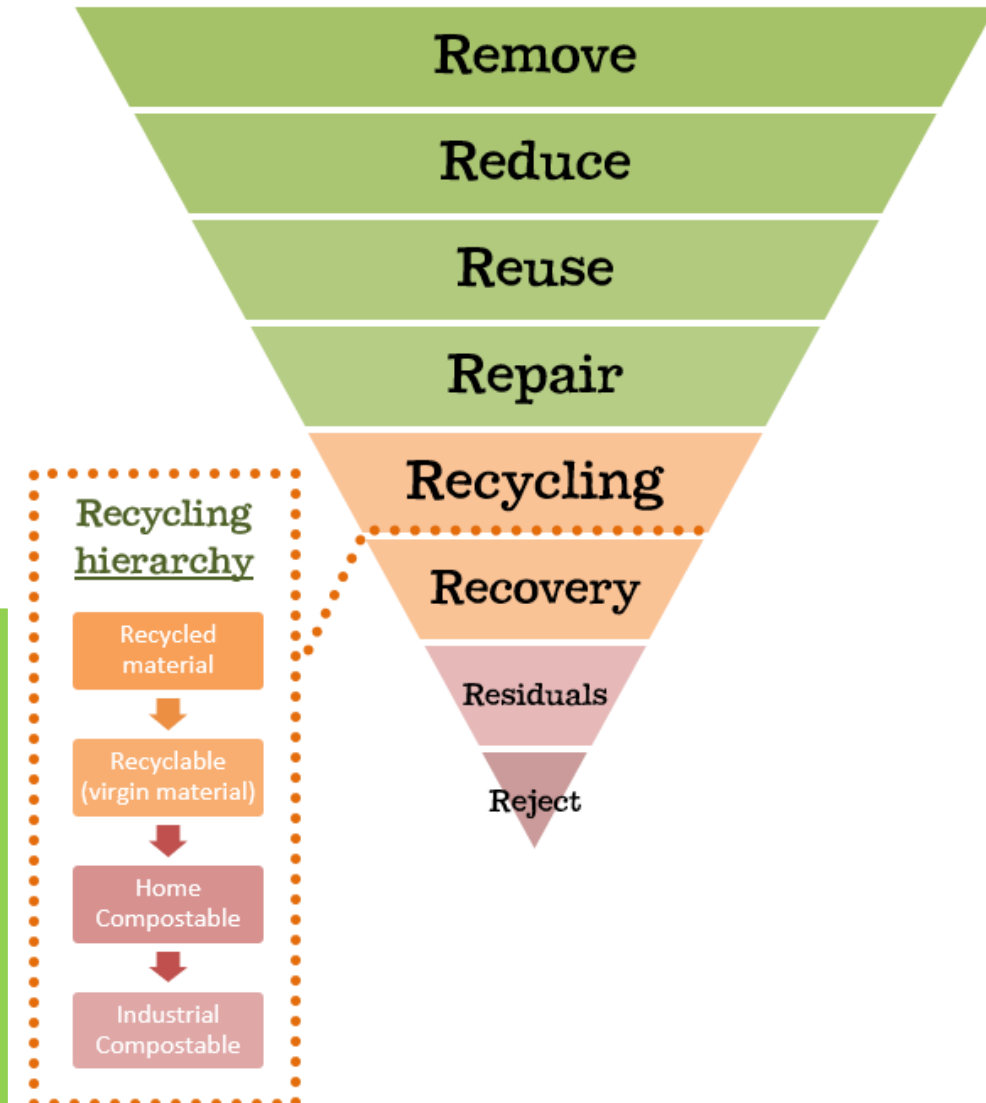 Remove
Reduce
Reuse
Repair
Recycling
Recovery
Residuals
Reject
Recycling
hierarchy
Recycled
material
Recyclable
(virgin material)
Home
Compostable
Industrial
Compostable